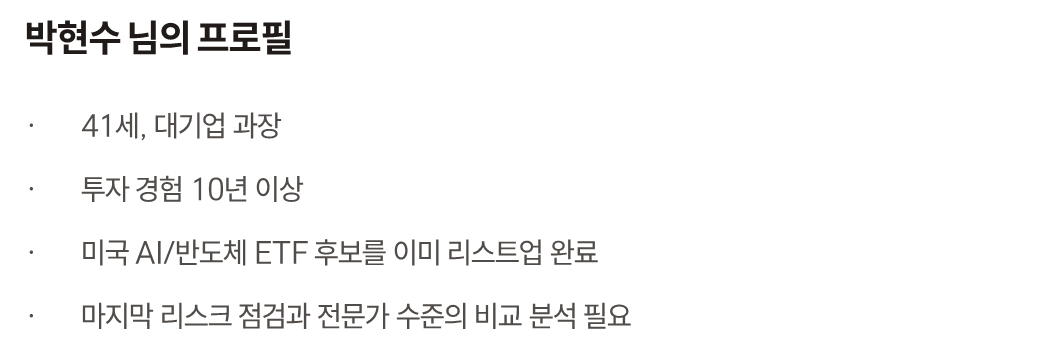 박현수 님의 프로필
· 41세, 대기업 과장
· 투자 경험 10년 이상
· 미국 AI/반도체 ETF 후보를 이미 리스트업 완료
· 마지막 리스크 점검과 전문가 수준의 비교 분석 필요